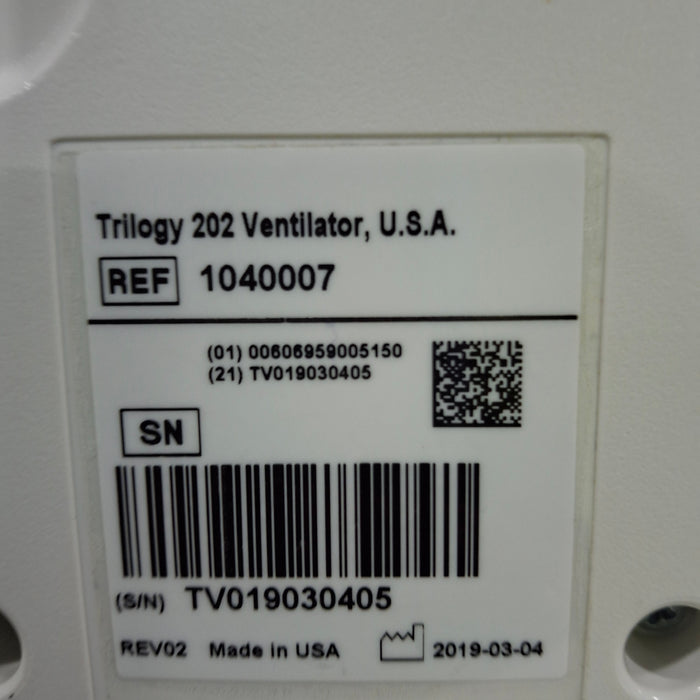 Trilogy 202 Ventilator, U.S.A.
REF 1040007
(01) 00606959005150
(21) TV019030405
SN
(S/N) TV019030405
REV02 Made in USA 2019-03-04